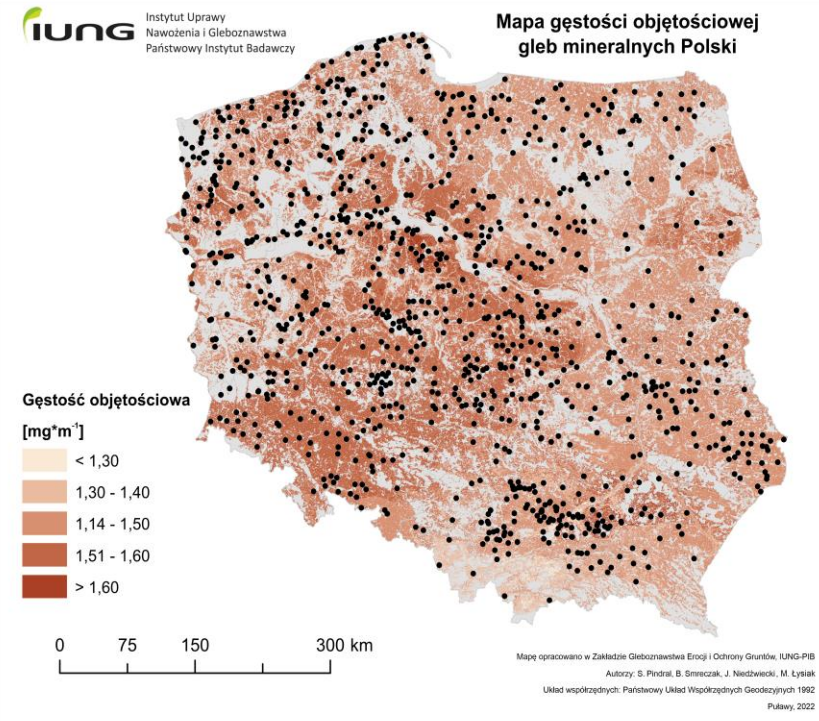 IUNG
Instytut Uprawy
Nawożenia i Gleboznawstwa
Państwowy Instytut Badawczy
Mapa gęstości objętościowej
gleb mineralnych Polski
Gęstość objętościowa
[mg*m⁻¹]
< 1,30
1,30 - 1,40
1,14 - 1,50
1,51 - 1,60
> 1,60
0 75 150 300 km
Mapę opracowano w Zakładzie Gleboznawstwa Erocji i Ochrony Gruntów, IUNG-PIB
Autorzy: S. Pindral, B. Smreczak, J. Niedźwiecki, M. Łysiak
Układ współrzędnych: Państwowy Układ Współrzędnych Geodezyjnych 1992
Puławy, 2022